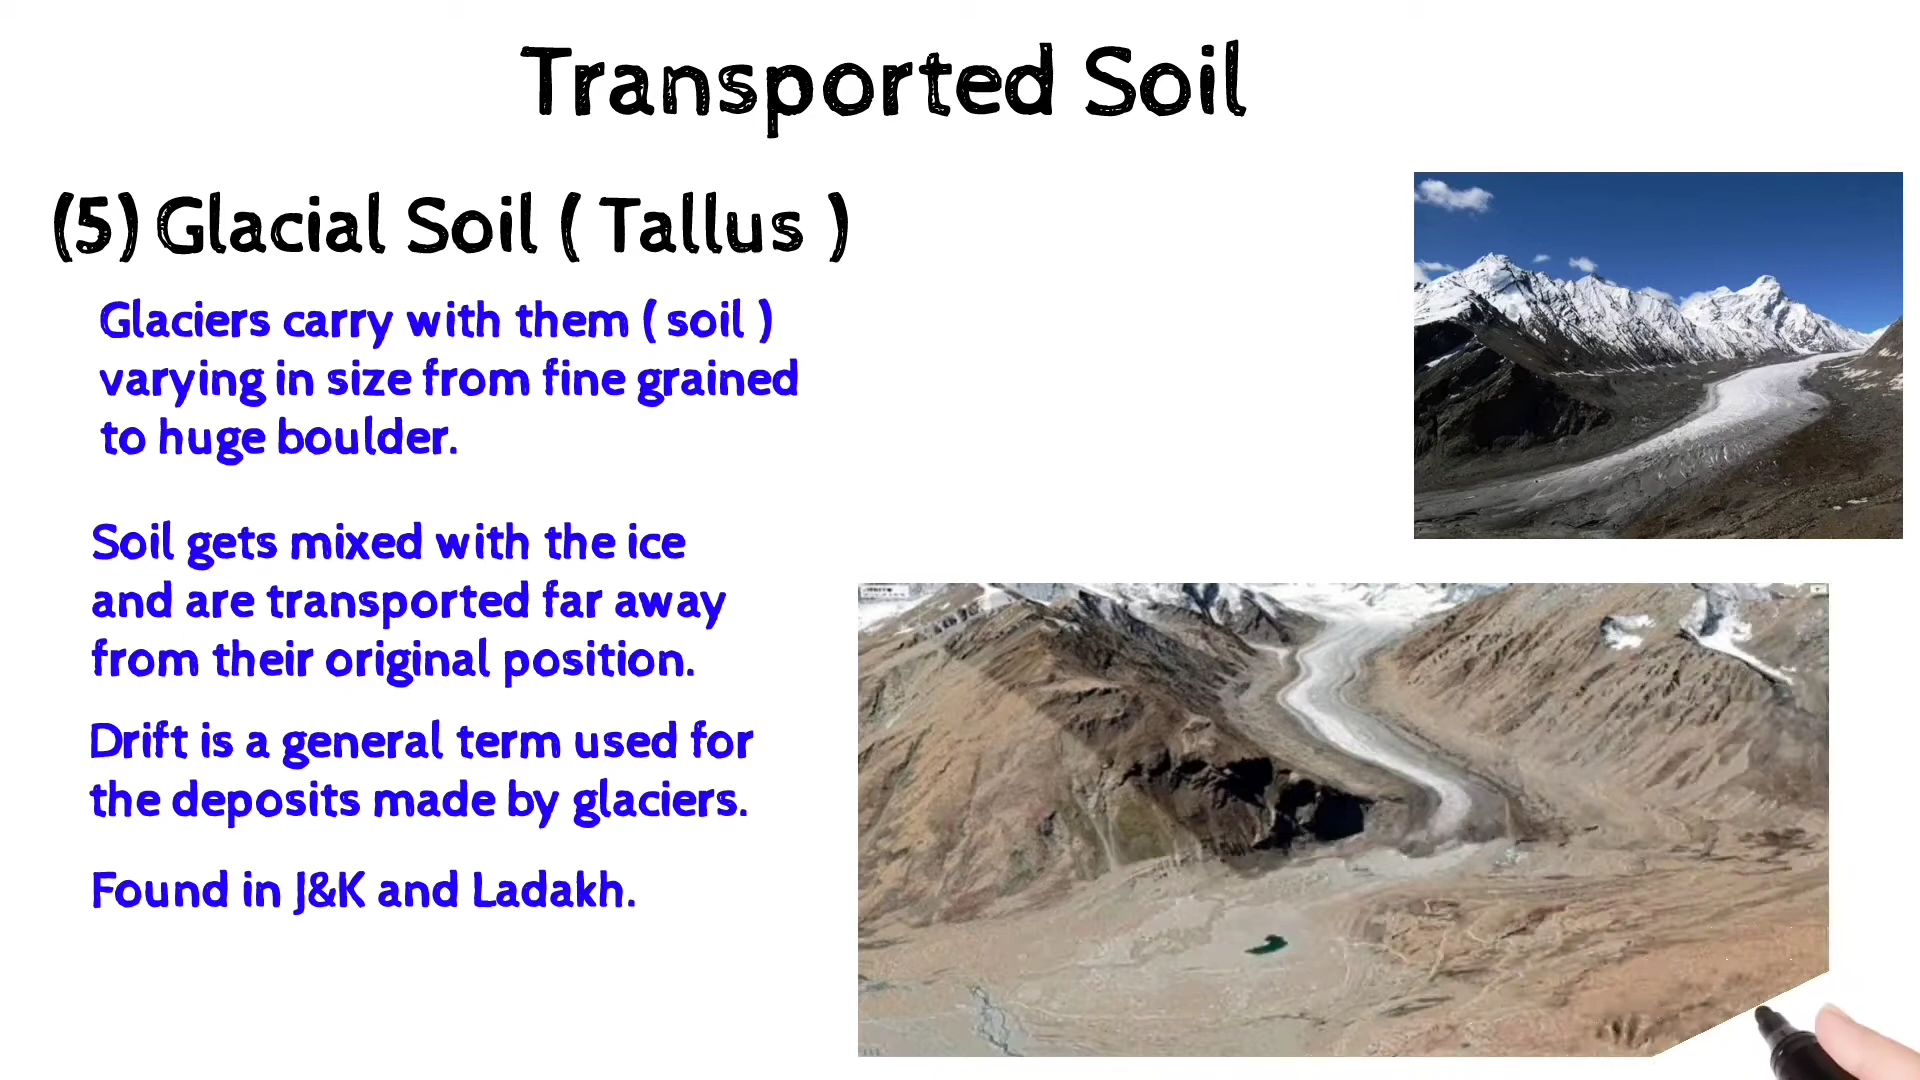 Transported Soil
(5) Glacial Soil ( Tallus )
Glaciers carry with them ( soil )
varying in size from fine grained
to huge boulder.
Soil gets mixed with the ice
and are transported far away
from their original position.
Drift is a general term used for
the deposits made by glaciers.
Found in J&K and Ladakh.